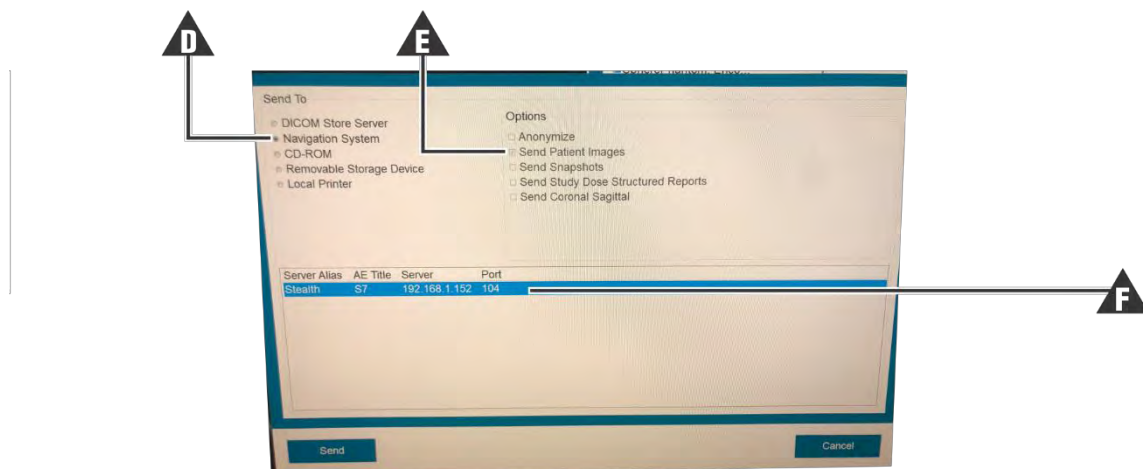 D
E
Send To
DICOM Store Server
Navigation System
CD-ROM
Removable Storage Device
Local Printer
Options
Anonymize
Send Patient Images
Send Snapshots
Send Study Dose Structured Reports
Send Coronal Sagittal
Server Alias AE Title Server Port
Stealth S7 192.168.1.152 104
F
Send
Cancel